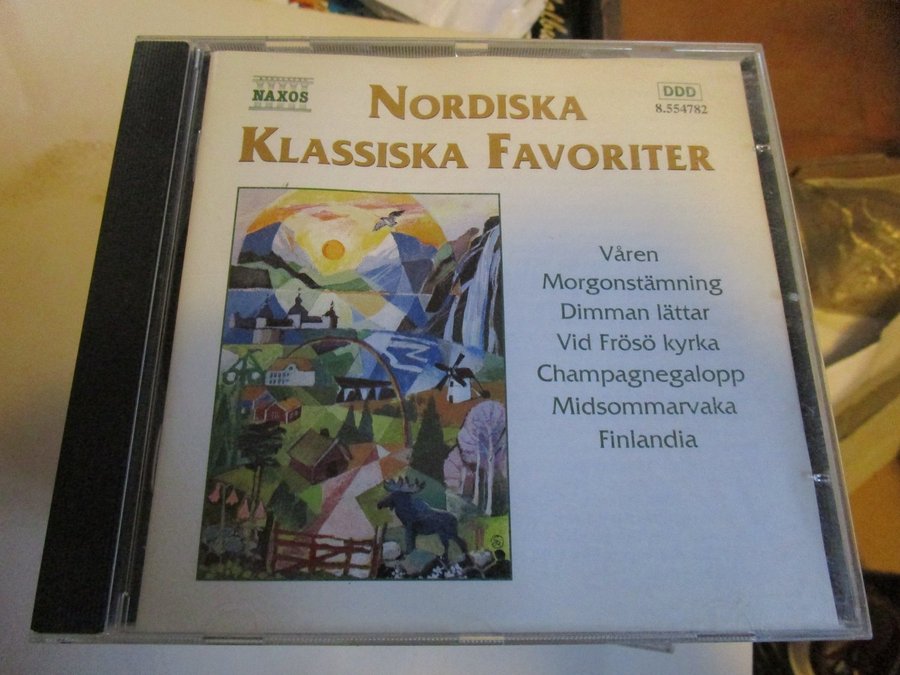 NAXOS
DDD
8.554782
NORDISKA
KLASSISKA FAVORITER
Våren
Morgonstämning
Dimman lättar
Vid Frösö kyrka
Champagnegalopp
Midsommarvaka
Finlandia